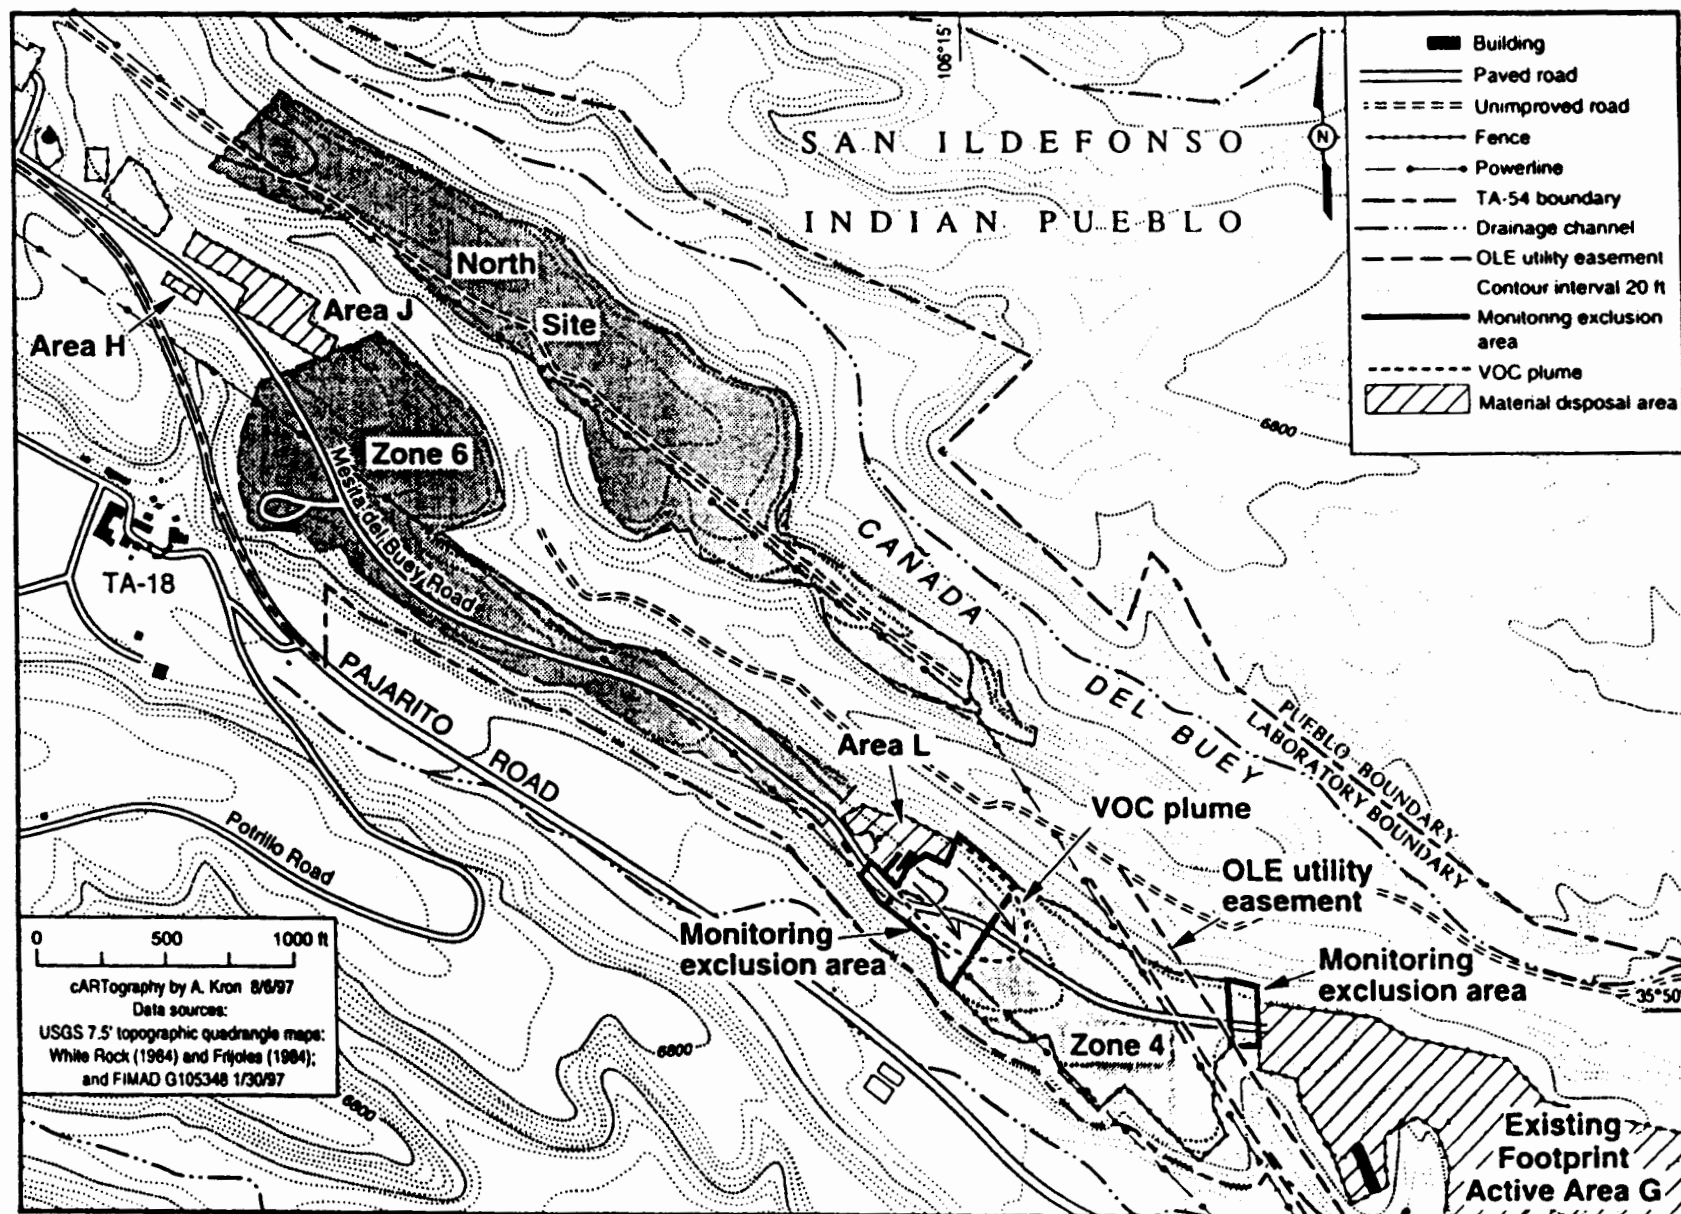 106°15'
SAN ILDEFONSO
INDIAN PUEBLO
N
Building
Paved road
Unimproved road
Fence
Powerline
TA-54 boundary
Drainage channel
OLE utility easement
Contour interval 20 ft
Monitoring exclusion
area
VOC plume
Material disposal area
North
Site
Area J
Area H
Zone 6
Mesita del Buey Road
6800
TA-18
CANADA
DEL BUEY
PAJARITO
ROAD
Area L
VOC plume
PUEBLO BOUNDARY
LABORATORY BOUNDARY
OLE utility
easement
Potrillo Road
Monitoring
exclusion area
Monitoring
exclusion area
35°50'
Zone 4
6800
6800
Existing
Footprint
Active Area G
0 500 1000 ft
cARTography by A. Kron 8/6/97
Data sources:
USGS 7.5' topographic quadrangle maps:
White Rock (1984) and Frijoles (1984);
and FIMAD G105348 1/30/97